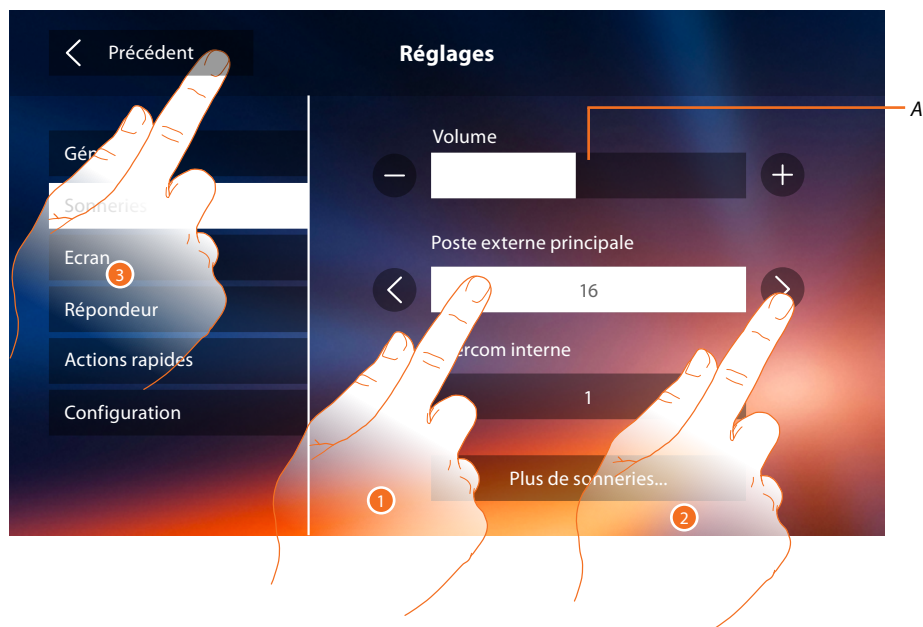 Précédent
Réglages
A
Volume
Sonneries
Poste externe principale
Ecran
3
16
Répondeur
interne
Actions rapides
1
Configuration
Plus de sonneries...
1
2